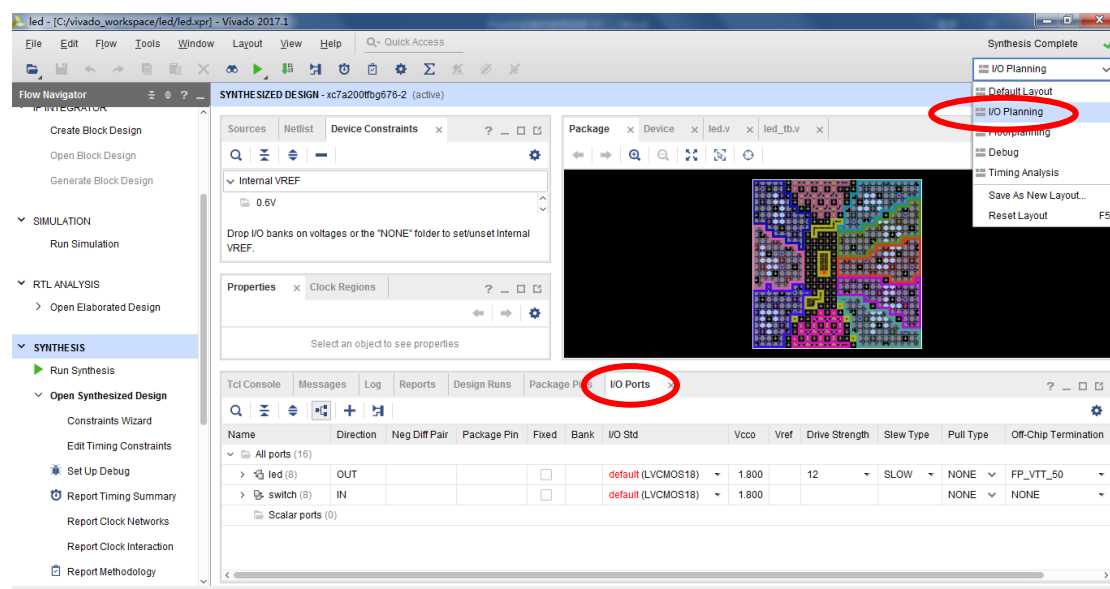 led - [C:/vivado_workspace/led/led.xpr] - Vivado 2017.1
File Edit Flow Tools Window Layout View Help Quick Access
Synthesis Complete
I/O Planning
Flow Navigator
SYNTHESIZED DESIGN - xc7a200tfbg676-2 (active)
Default Layout
I/O Planning
Floorplanning
Debug
Timing Analysis
Save As New Layout...
Reset Layout F5
IP INTEGRATOR
Create Block Design
Open Block Design
Generate Block Design
SIMULATION
Run Simulation
RTL ANALYSIS
Open Elaborated Design
SYNTHESIS
Run Synthesis
Open Synthesized Design
Constraints Wizard
Edit Timing Constraints
Set Up Debug
Report Timing Summary
Report Clock Networks
Report Clock Interaction
Report Methodology
Sources Netlist Device Constraints
Internal VREF
0.6V
Drop I/O banks on voltages or the "NONE" folder to set/unset Internal
VREF.
Properties Clock Regions
Select an object to see properties
Package Device led.v led_tb.v
Tcl Console Messages Log Reports Design Runs Package Pins I/O Ports
Name Direction Neg Diff Pair Package Pin Fixed Bank I/O Std Vcco Vref Drive Strength Slew Type Pull Type Off-Chip Termination
All ports (16)
led (8) OUT default (LVCMOS18) 1.800 12 SLOW NONE FP_VTT_50
switch (8) IN default (LVCMOS18) 1.800 NONE NONE
Scalar ports (0)